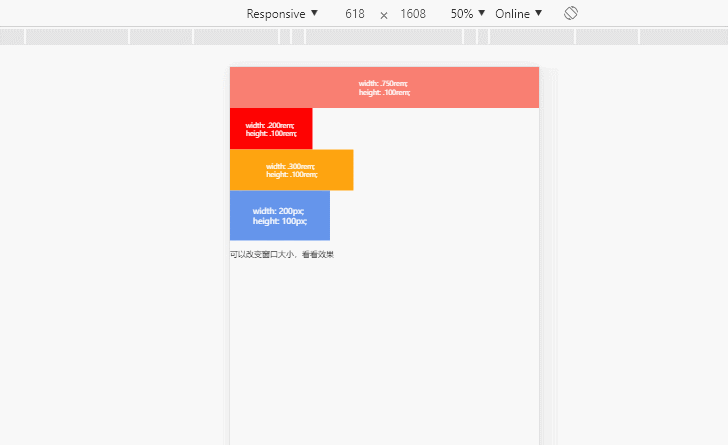 Responsive ▼ 618 × 1608 50% ▼ Online ▼
width: .750rem;
height: .100rem;
width: .200rem;
height: .100rem;
width: .300rem;
height: .100rem;
width: 200px;
height: 100px;
可以改变窗口大小，看看效果